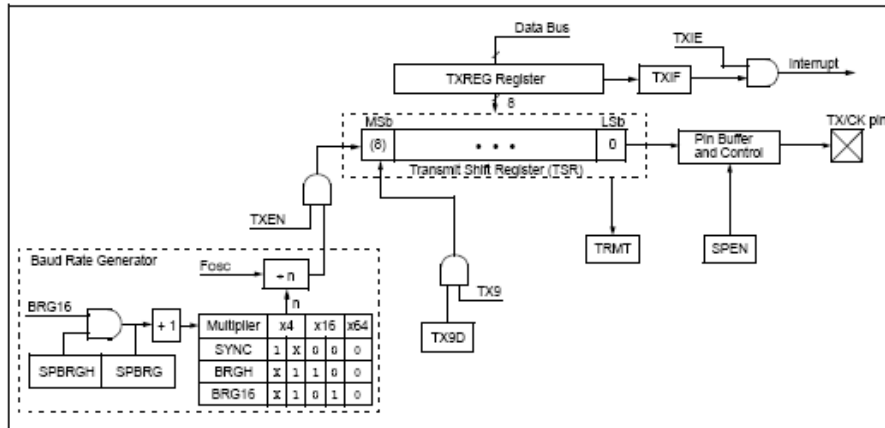 Data Bus
TXIE
Interrupt
TXREG Register
TXIF
8
MSb
LSb
TX/CK pin
(8)
• • •
0
Pin Buffer
and Control
Transmit Shift Register (TSR)
TXEN
TRMT
SPEN
Baud Rate Generator
Fosc
÷ n
n
TX9
BRG16
+ 1
Multiplier x4 x16 x64
TX9D
SYNC 1 X 0 0 0
SPBRGH SPBRG
BRGH X 1 1 0 0
BRG16 X 1 0 1 0